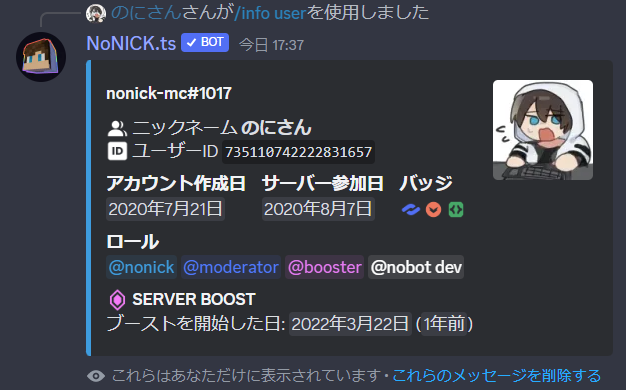 のにさんさんが/info userを使用しました
NoNICK.ts BOT 今日 17:37
nonick-mc#1017
ニックネーム のにさん
ID ユーザーID 735110742222831657
アカウント作成日 サーバー参加日 バッジ
2020年7月21日 2020年8月7日
ロール
@nonick @moderator @booster @nobot dev
SERVER BOOST
ブーストを開始した日: 2022年3月22日 (1年前)
これらはあなただけに表示されています・これらのメッセージを削除する